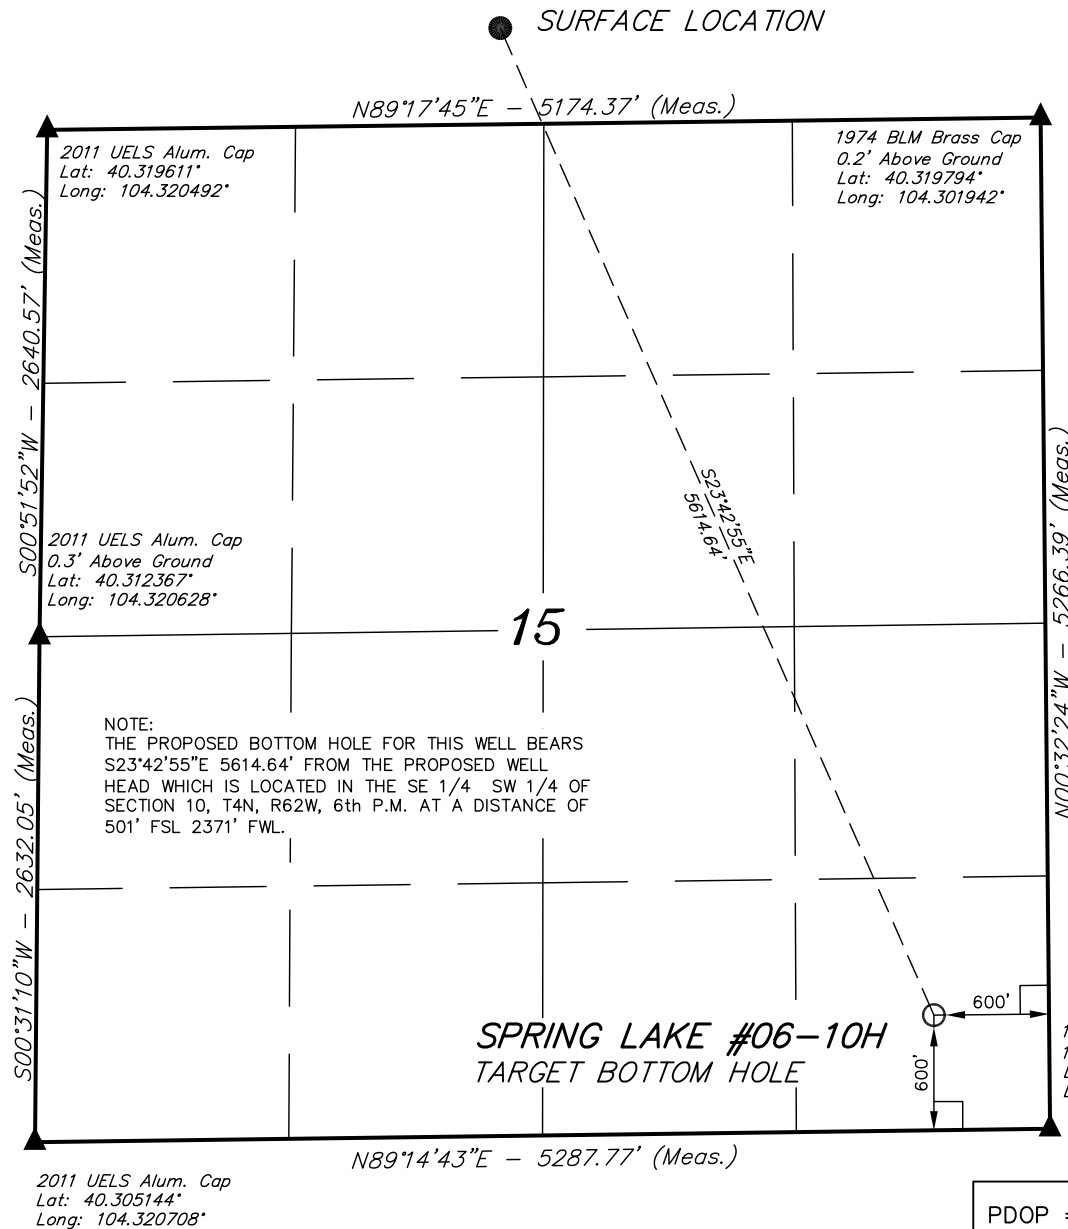 SURFACE LOCATION
N89°17'45"E - 5174.37' (Meas.)
2011 UELS Alum. Cap
Lat: 40.319611°
Long: 104.320492°
1974 BLM Brass Cap
0.2' Above Ground
Lat: 40.319794°
Long: 104.301942°
S00°51'52"W - 2640.57' (Meas.)
S23°42'55"E
5614.64'
N00°32'24"W - 5266.39' (Meas.)
2011 UELS Alum. Cap
0.3' Above Ground
Lat: 40.312367°
Long: 104.320628°
15
NOTE:
THE PROPOSED BOTTOM HOLE FOR THIS WELL BEARS
S23°42'55"E 5614.64' FROM THE PROPOSED WELL
HEAD WHICH IS LOCATED IN THE SE 1/4 SW 1/4 OF
SECTION 10, T4N, R62W, 6th P.M. AT A DISTANCE OF
501' FSL 2371' FWL.
S00°31'10"W - 2632.05' (Meas.)
600'
SPRING LAKE #06-10H
TARGET BOTTOM HOLE
600'
N89°14'43"E - 5287.77' (Meas.)
2011 UELS Alum. Cap
Lat: 40.305144°
Long: 104.320708°
PDOP =